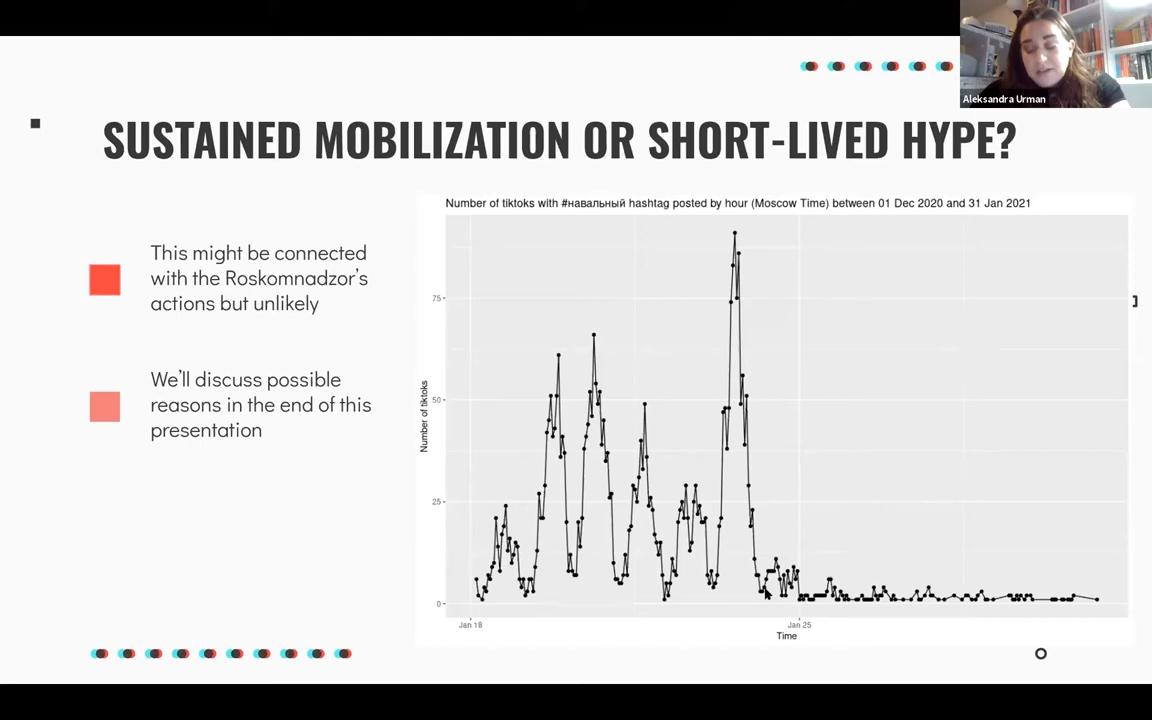 Aleksandra Urman
SUSTAINED MOBILIZATION OR SHORT-LIVED HYPE?
This might be connected
with the Roskomnadzor's
actions but unlikely
We'll discuss possible
reasons in the end of this
presentation
Number of tiktoks with #навальный hashtag posted by hour (Moscow Time) between 01 Dec 2020 and 31 Jan 2021
Number of tiktoks
75
50
25
0
Jan 18
Jan 25
Time